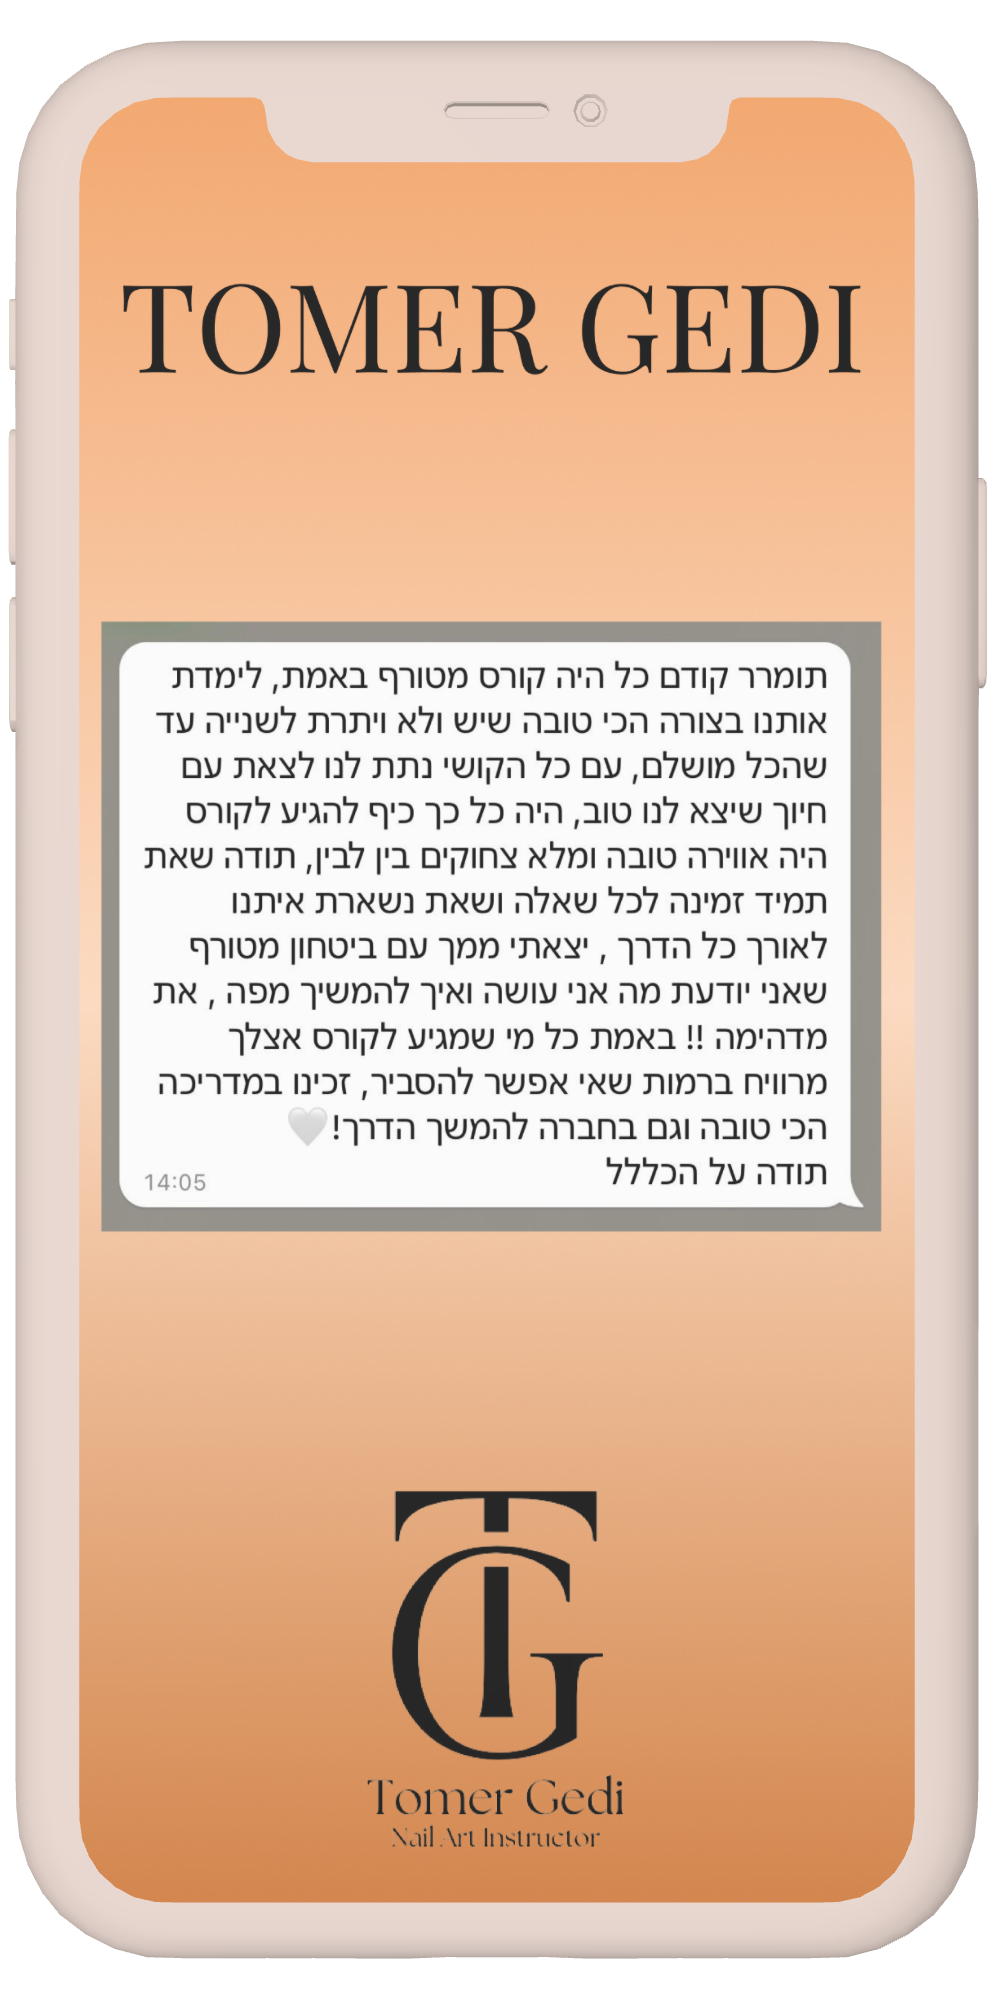 TOMER GEDI
תומרר קודם כל היה קורס מטורף באמת, לימדת
אותנו בצורה הכי טובה שיש ולא ויתרת לשנייה עד
שהכל מושלם, עם כל הקושי נתת לנו לצאת עם
חיוך שיצא לנו טוב, היה כל כך כיף להגיע לקורס
היה אווירה טובה ומלא צחוקים בין לבין, תודה שאת
תמיד זמינה לכל שאלה ושאת נשארת איתנו
לאורך כל הדרך , יצאתי ממך עם ביטחון מטורף
שאני יודעת מה אני עושה ואיך להמשיך מפה , את
מדהימה !! באמת כל מי שמגיע לקורס אצלך
מרוויח ברמות שאי אפשר להסביר, זכינו במדריכה
הכי טובה וגם בחברה להמשך הדרך!🤍
תודה על הכללל
14:05
TG
Tomer Gedi
Nail Art Instructor